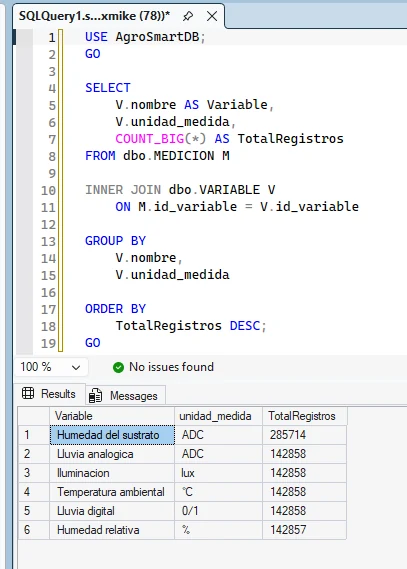 SQLQuery1.s...xmike (78))*
1 USE AgroSmartDB;
2 GO
3
4 SELECT
5 V.nombre AS Variable,
6 V.unidad_medida,
7 COUNT_BIG(*) AS TotalRegistros
8 FROM dbo.MEDICION M
9
10 INNER JOIN dbo.VARIABLE V
11 ON M.id_variable = V.id_variable
12
13 GROUP BY
14 V.nombre,
15 V.unidad_medida
16
17 ORDER BY
18 TotalRegistros DESC;
19 GO
100 % No issues found
Results Messages
Variable unidad_medida TotalRegistros
1 Humedad del sustrato ADC 285714
2 Lluvia analogica ADC 142858
3 Iluminacion lux 142858
4 Temperatura ambiental °C 142858
5 Lluvia digital 0/1 142858
6 Humedad relativa % 142857